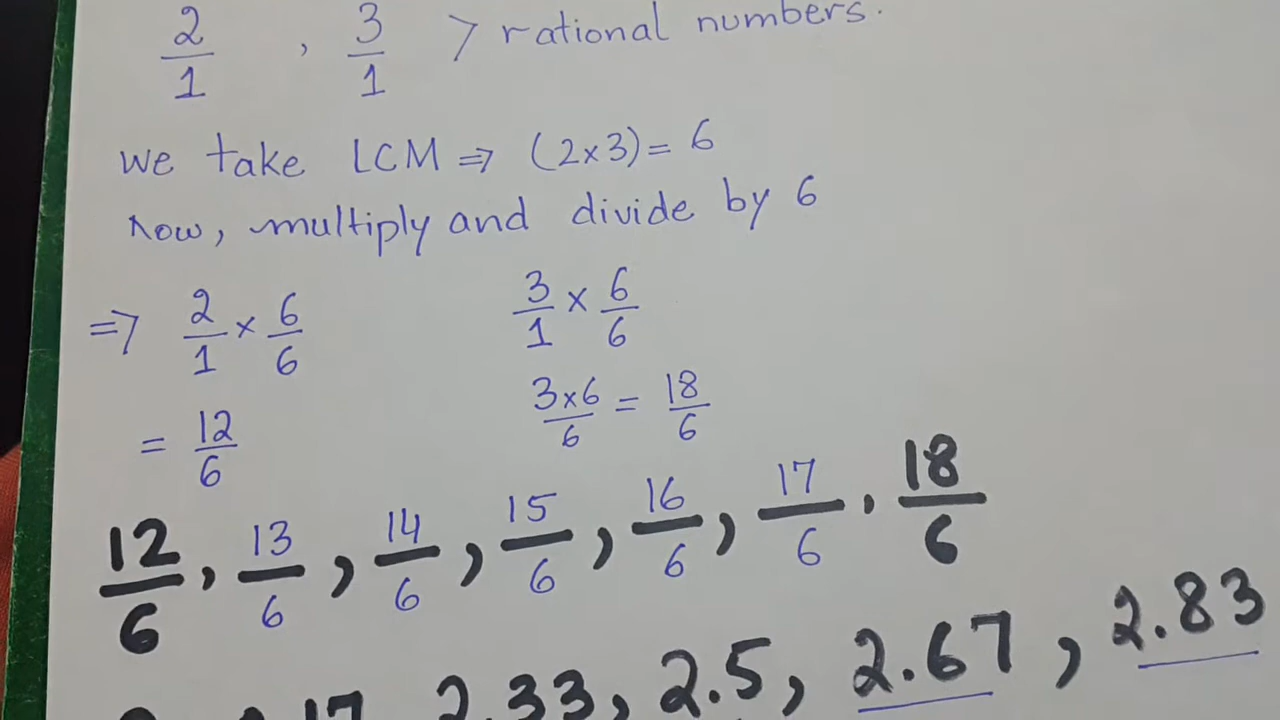 2/1 , 3/1 > rational numbers.
we take LCM ⇒ (2×3) = 6
Now, multiply and divide by 6
⇒ 2/1 × 6/6 3/1 × 6/6
= 12/6 3×6/6 = 18/6
12/6, 13/6, 14/6, 15/6, 16/6, 17/6, 18/6
2.33, 2.5, 2.67, 2.83